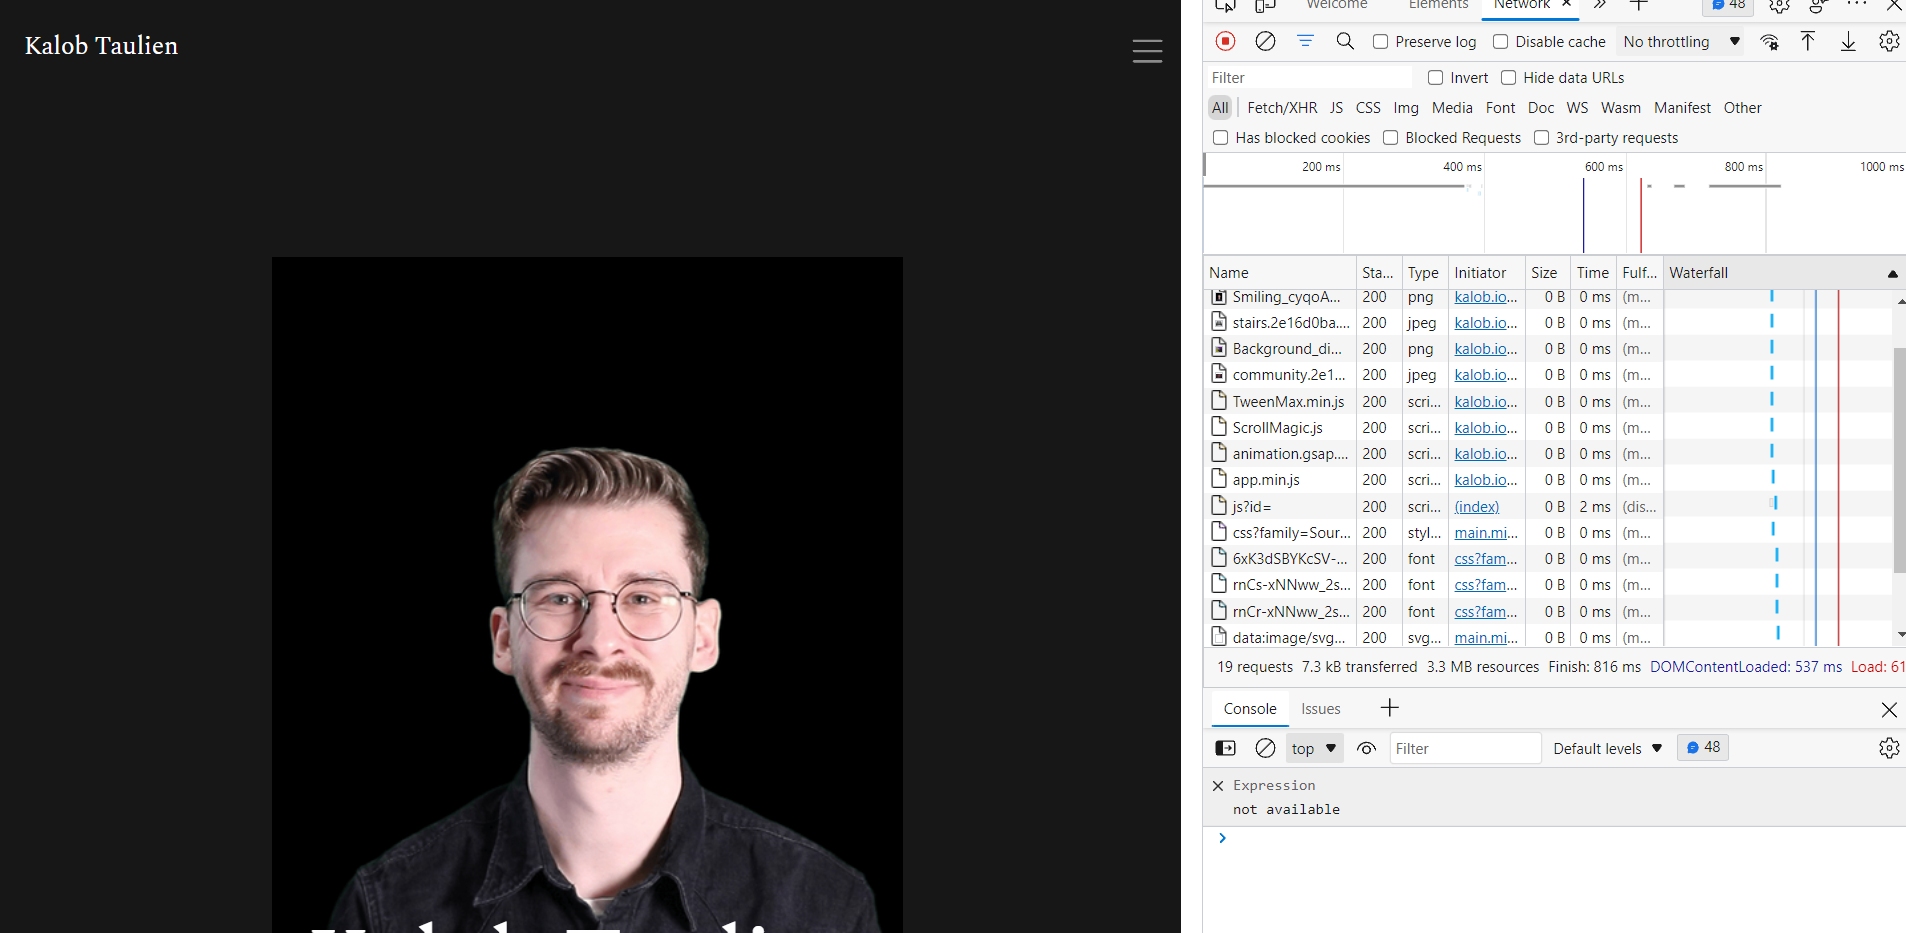 Kalob Taulien
Welcome Elements Network 48
Preserve log Disable cache No throttling
Filter Invert Hide data URLs
All Fetch/XHR JS CSS Img Media Font Doc WS Wasm Manifest Other
Has blocked cookies Blocked Requests 3rd-party requests
200 ms 400 ms 600 ms 800 ms 1000 ms
Name Sta... Type Initiator Size Time Fulf... Waterfall
Smiling_cyqoA... 200 png kalob.io... 0 B 0 ms (m...
stairs.2e16d0ba.... 200 jpeg kalob.io... 0 B 0 ms (m...
Background_di... 200 png kalob.io... 0 B 0 ms (m...
community.2e1... 200 jpeg kalob.io... 0 B 0 ms (m...
TweenMax.min.js 200 scri... kalob.io... 0 B 0 ms (m...
ScrollMagic.js 200 scri... kalob.io... 0 B 0 ms (m...
animation.gsap.... 200 scri... kalob.io... 0 B 0 ms (m...
app.min.js 200 scri... kalob.io... 0 B 0 ms (m...
js?id= 200 scri... (index) 0 B 2 ms (dis...
css?family=Sour... 200 styl... main.mi... 0 B 0 ms (m...
6xK3dSBYKcSV-... 200 font css?fam... 0 B 0 ms (m...
rnCs-xNNww_2s... 200 font css?fam... 0 B 0 ms (m...
rnCr-xNNww_2s... 200 font css?fam... 0 B 0 ms (m...
data:image/svg... 200 svg... main.mi... 0 B 0 ms (m...
19 requests 7.3 kB transferred 3.3 MB resources Finish: 816 ms DOMContentLoaded: 537 ms Load: 61
Console Issues
top Filter Default levels 48
Expression
not available